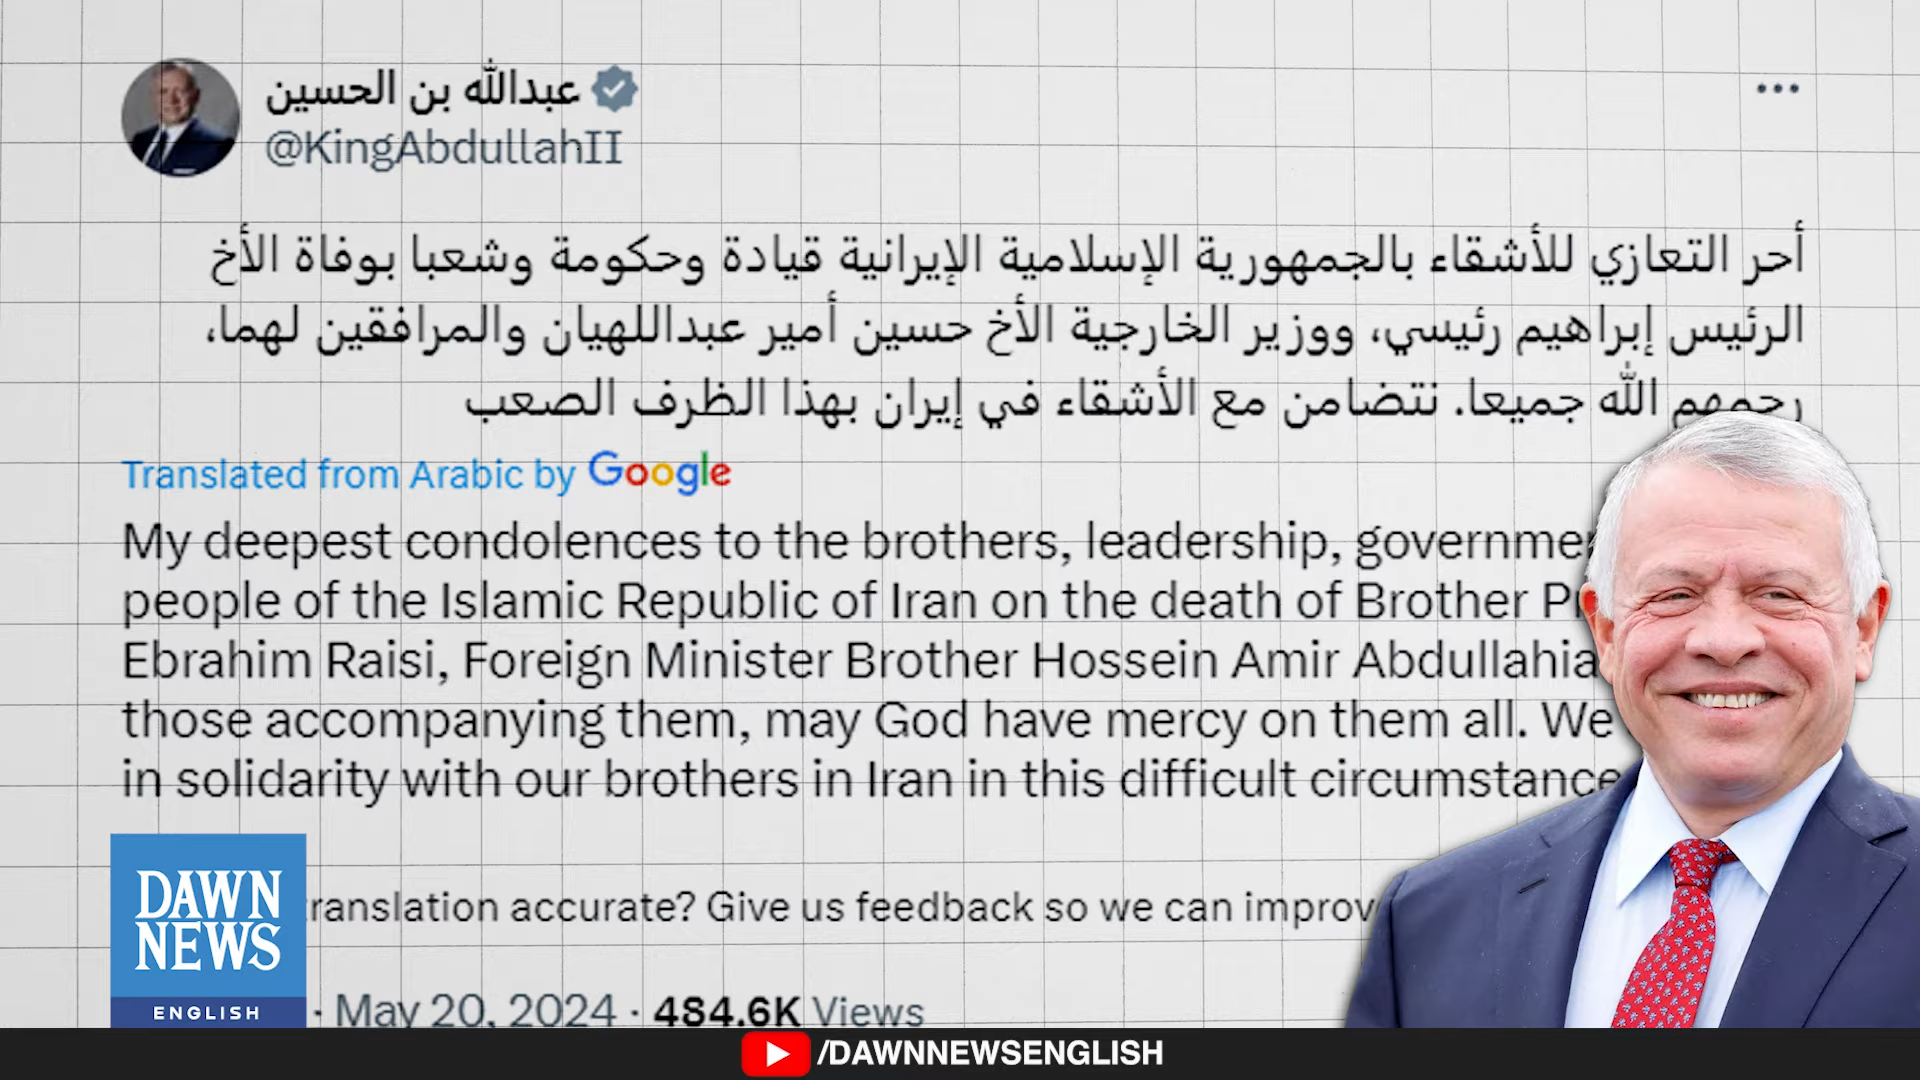 عبدالله بن الحسين
@KingAbdullahII
أحر التعازي للأشقاء بالجمهورية الإسلامية الإيرانية قيادة وحكومة وشعبا بوفاة الأخ
الرئيس إبراهيم رئيسي، ووزير الخارجية الأخ حسين أمير عبداللهيان والمرافقين لهما،
رحمهم الله جميعا. نتضامن مع الأشقاء في إيران بهذا الظرف الصعب
Translated from Arabic by Google
My deepest condolences to the brothers, leadership,
people of the Islamic Republic of Iran on the death of Brother
Ebrahim Raisi, Foreign Minister Brother Hossein Amir
those accompanying them, may God have mercy on them all. We
in solidarity with our brothers in Iran in this difficult
accurate? Give us feedback so we can
· May 20, 2024 · 484.6K Views
DAWN
NEWS
ENGLISH
/DAWNNEWSENGLISH